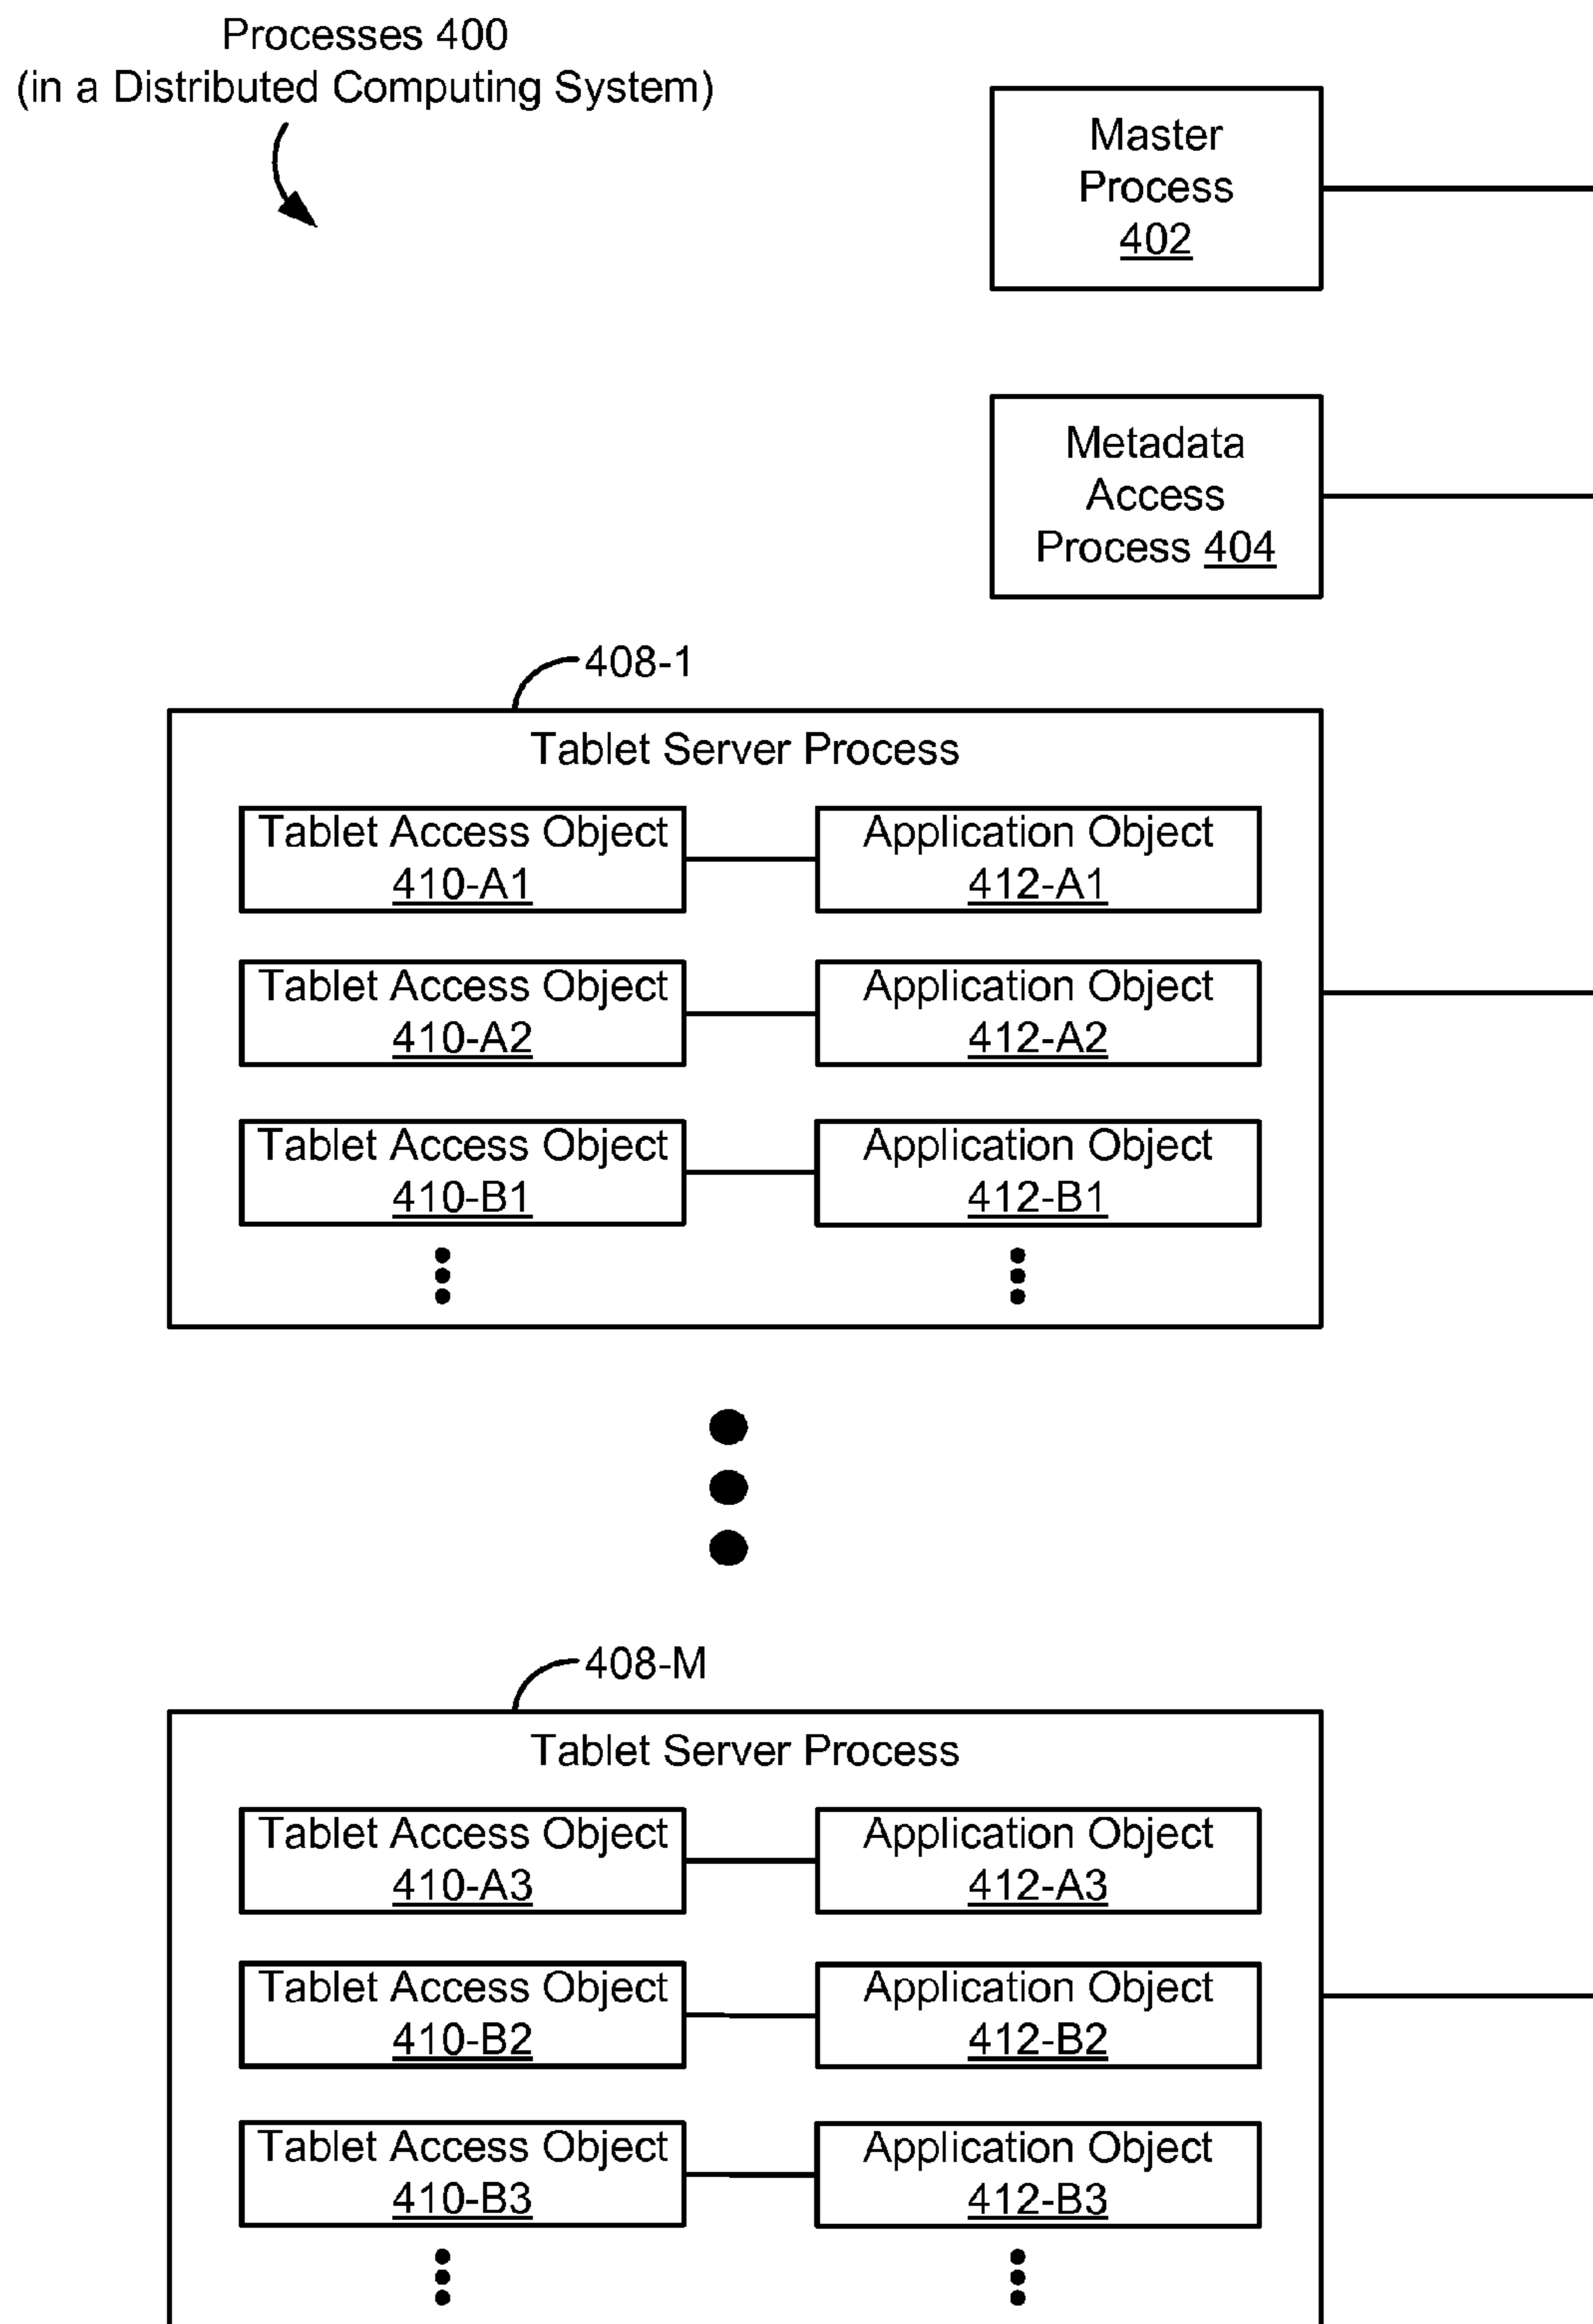 Processes 400
(in a Distributed Computing System)
Master
Process
402
Metadata
Access
Process 404
408-1
Tablet Server Process
Tablet Access Object
410-A1
Application Object
412-A1
Tablet Access Object
410-A2
Application Object
412-A2
Tablet Access Object
410-B1
Application Object
412-B1
408-M
Tablet Server Process
Tablet Access Object
410-A3
Application Object
412-A3
Tablet Access Object
410-B2
Application Object
412-B2
Tablet Access Object
410-B3
Application Object
412-B3